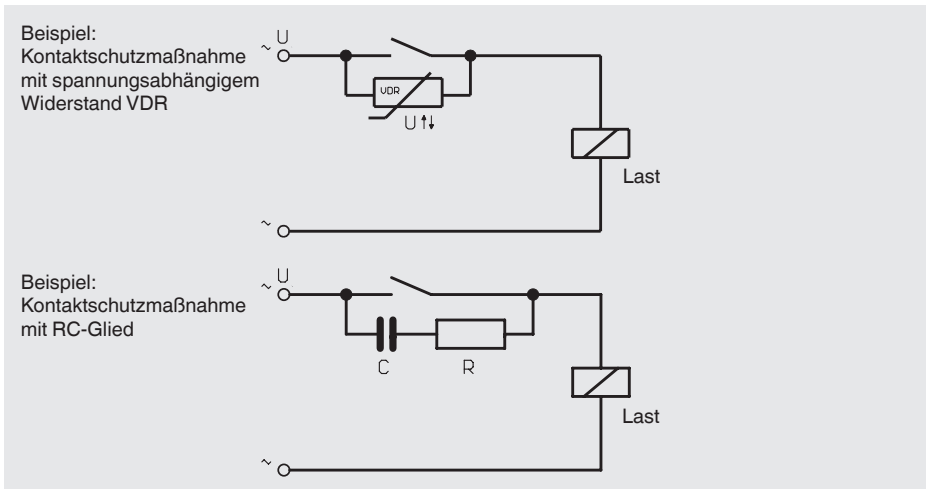 Beispiel:
Kontaktschutzmaßnahme
mit spannungsabhängigem
Widerstand VDR
~ U
VDR
U ↑↓
Last
~
Beispiel:
Kontaktschutzmaßnahme
mit RC-Glied
~ U
C R
Last
~